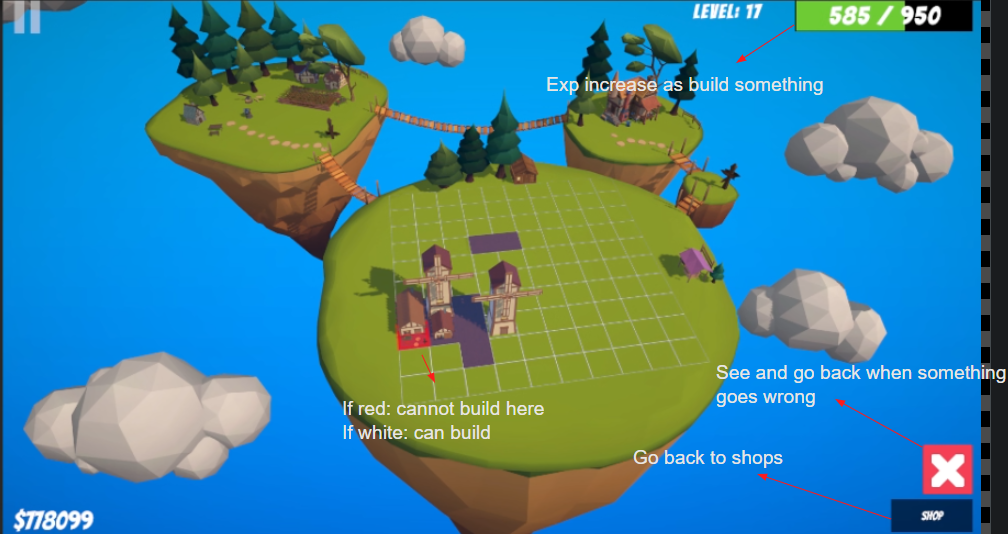 LEVEL: 17
585 / 950
Exp increase as build something
See and go back when something
goes wrong
If red: cannot build here
If white: can build
Go back to shops
$778099
SHOP